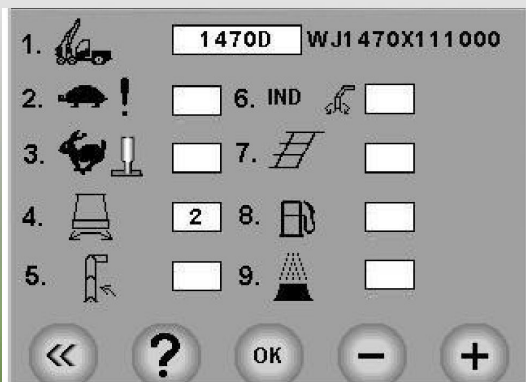 1. 1470D WJ1470X111000
2. ! 6. IND
3. 7.
4. 2 8.
5. 9.
« ? OK − +